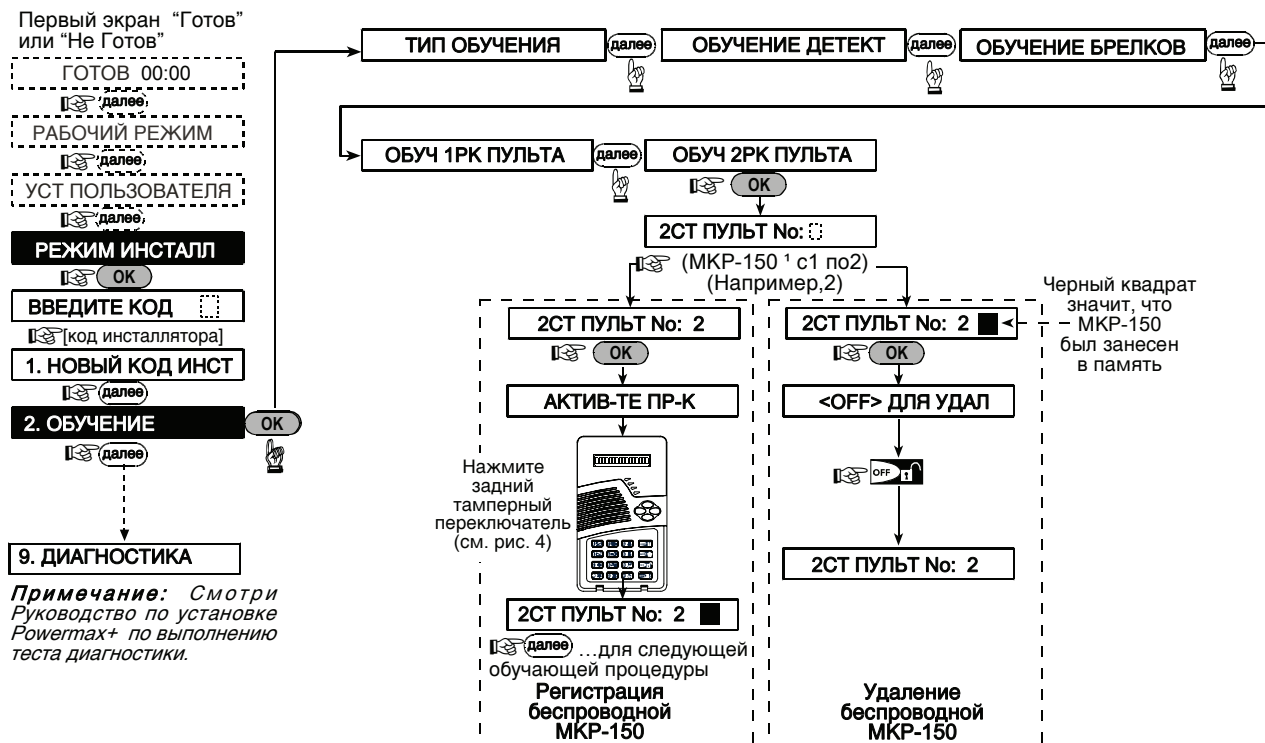 Первый экран “Готов”
или “Не Готов”
ГОТОВ 00:00
далее
РАБОЧИЙ РЕЖИМ
далее
УСТ ПОЛЬЗОВАТЕЛЯ
далее
РЕЖИМ ИНСТАЛЛ
OK
ВВЕДИТЕ КОД
[код инсталлятора]
1. НОВЫЙ КОД ИНСТ
далее
2. ОБУЧЕНИЕ
OK
далее
9. ДИАГНОСТИКА
Примечание: Смотри
Руководство по установке
Powermax+ по выполнению
теста диагностики.
ТИП ОБУЧЕНИЯ
далее
ОБУЧЕНИЕ ДЕТЕКТ
далее
ОБУЧЕНИЕ БРЕЛКОВ
далее
ОБУЧ 1РК ПУЛЬТА
далее
ОБУЧ 2РК ПУЛЬТА
OK
2СТ ПУЛЬТ No:
(МКР-150 ¹ с1 по2)
(Например,2)
2СТ ПУЛЬТ No: 2
OK
АКТИВ-ТЕ ПР-К
Нажмите
задний
тамперный
переключатель
(см. рис. 4)
2СТ ПУЛЬТ No: 2
далее ...для следующей
обучающей процедуры
Регистрация
беспроводной
МКР-150
2СТ ПУЛЬТ No: 2
OK
<OFF> ДЛЯ УДАЛ
OFF
2СТ ПУЛЬТ No: 2
Удаление
беспроводной
МКР-150
Черный квадрат
значит, что
МКР-150
был занесен
в память